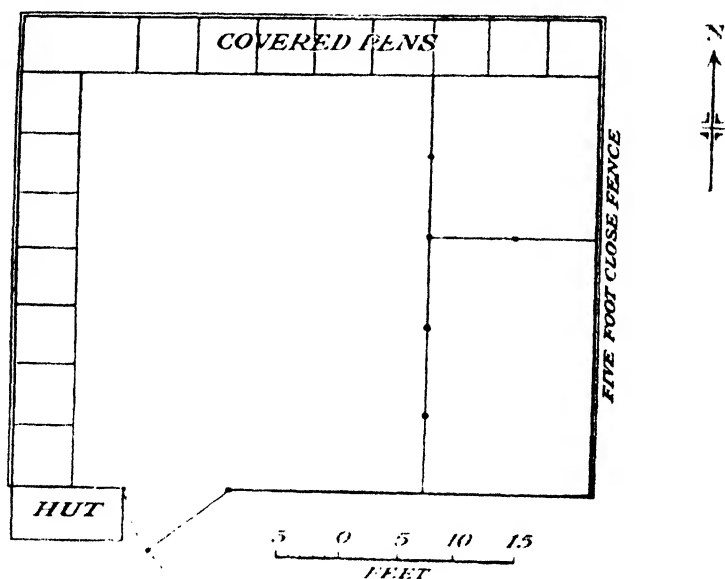 COVERED PENS
N
FIVE FOOT CLOSE FENCE
HUT
5 0 5 10 15
FEET